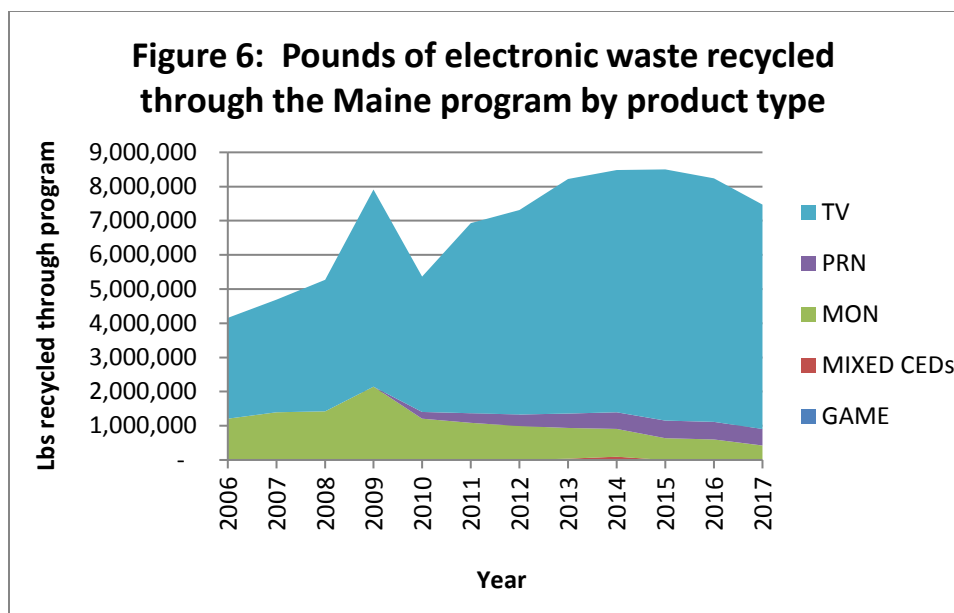 Figure 6: Pounds of electronic waste recycled
through the Maine program by product type
Lbs recycled through program
9,000,000
8,000,000
7,000,000
6,000,000
5,000,000
4,000,000
3,000,000
2,000,000
1,000,000
-
2006
2007
2008
2009
2010
2011
2012
2013
2014
2015
2016
2017
Year
TV
PRN
MON
MIXED CEDs
GAME